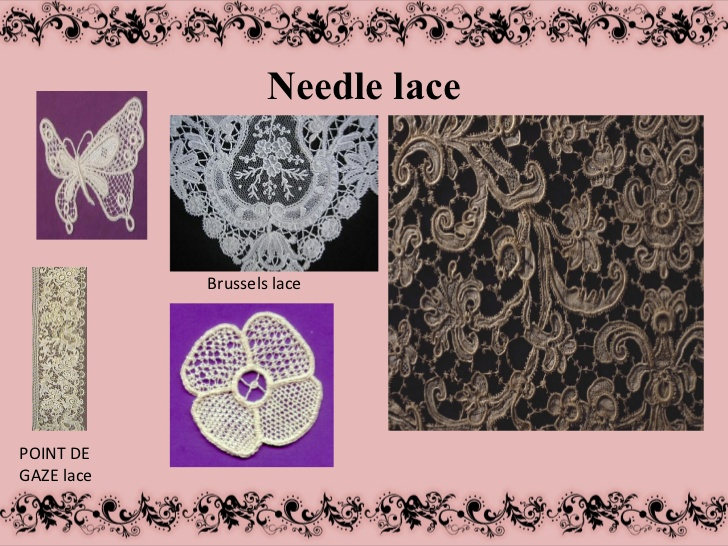 Needle lace
Brussels lace
POINT DE
GAZE lace